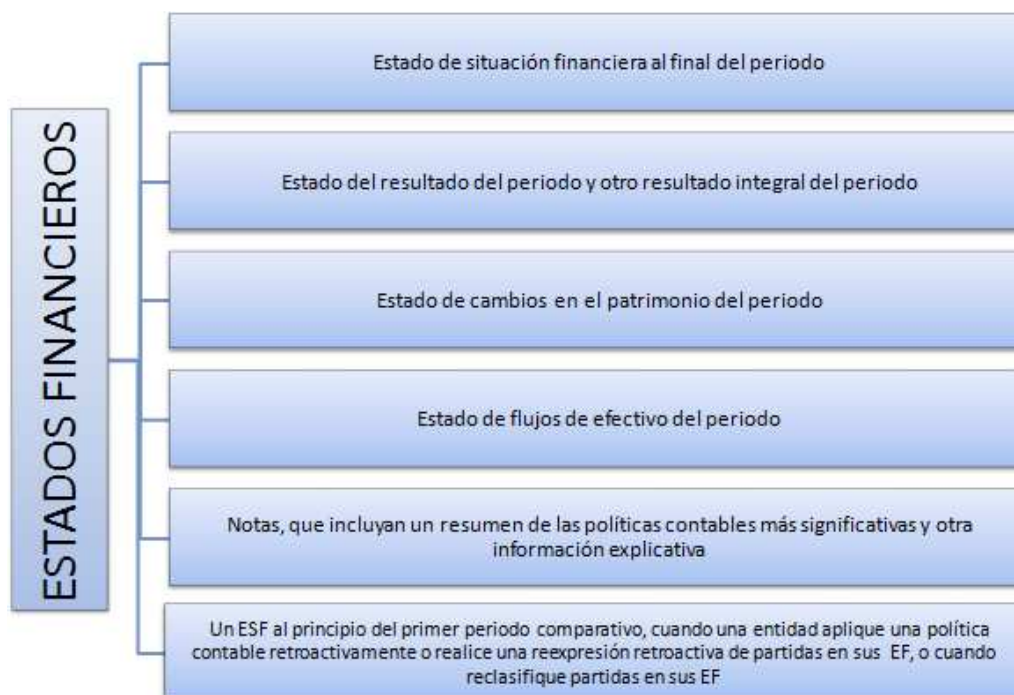 ESTADOS FINANCIEROS
Estado de situación financiera al final del periodo
Estado del resultado del periodo y otro resultado integral del periodo
Estado de cambios en el patrimonio del periodo
Estado de flujos de efectivo del periodo
Notas, que incluyan un resumen de las políticas contables más significativas y otra
información explicativa
Un ESF al principio del primer periodo comparativo, cuando una entidad aplique una política
contable retroactivamente o realice una reexpresión retroactiva de partidas en sus EF, o cuando
reclasifique partidas en sus EF